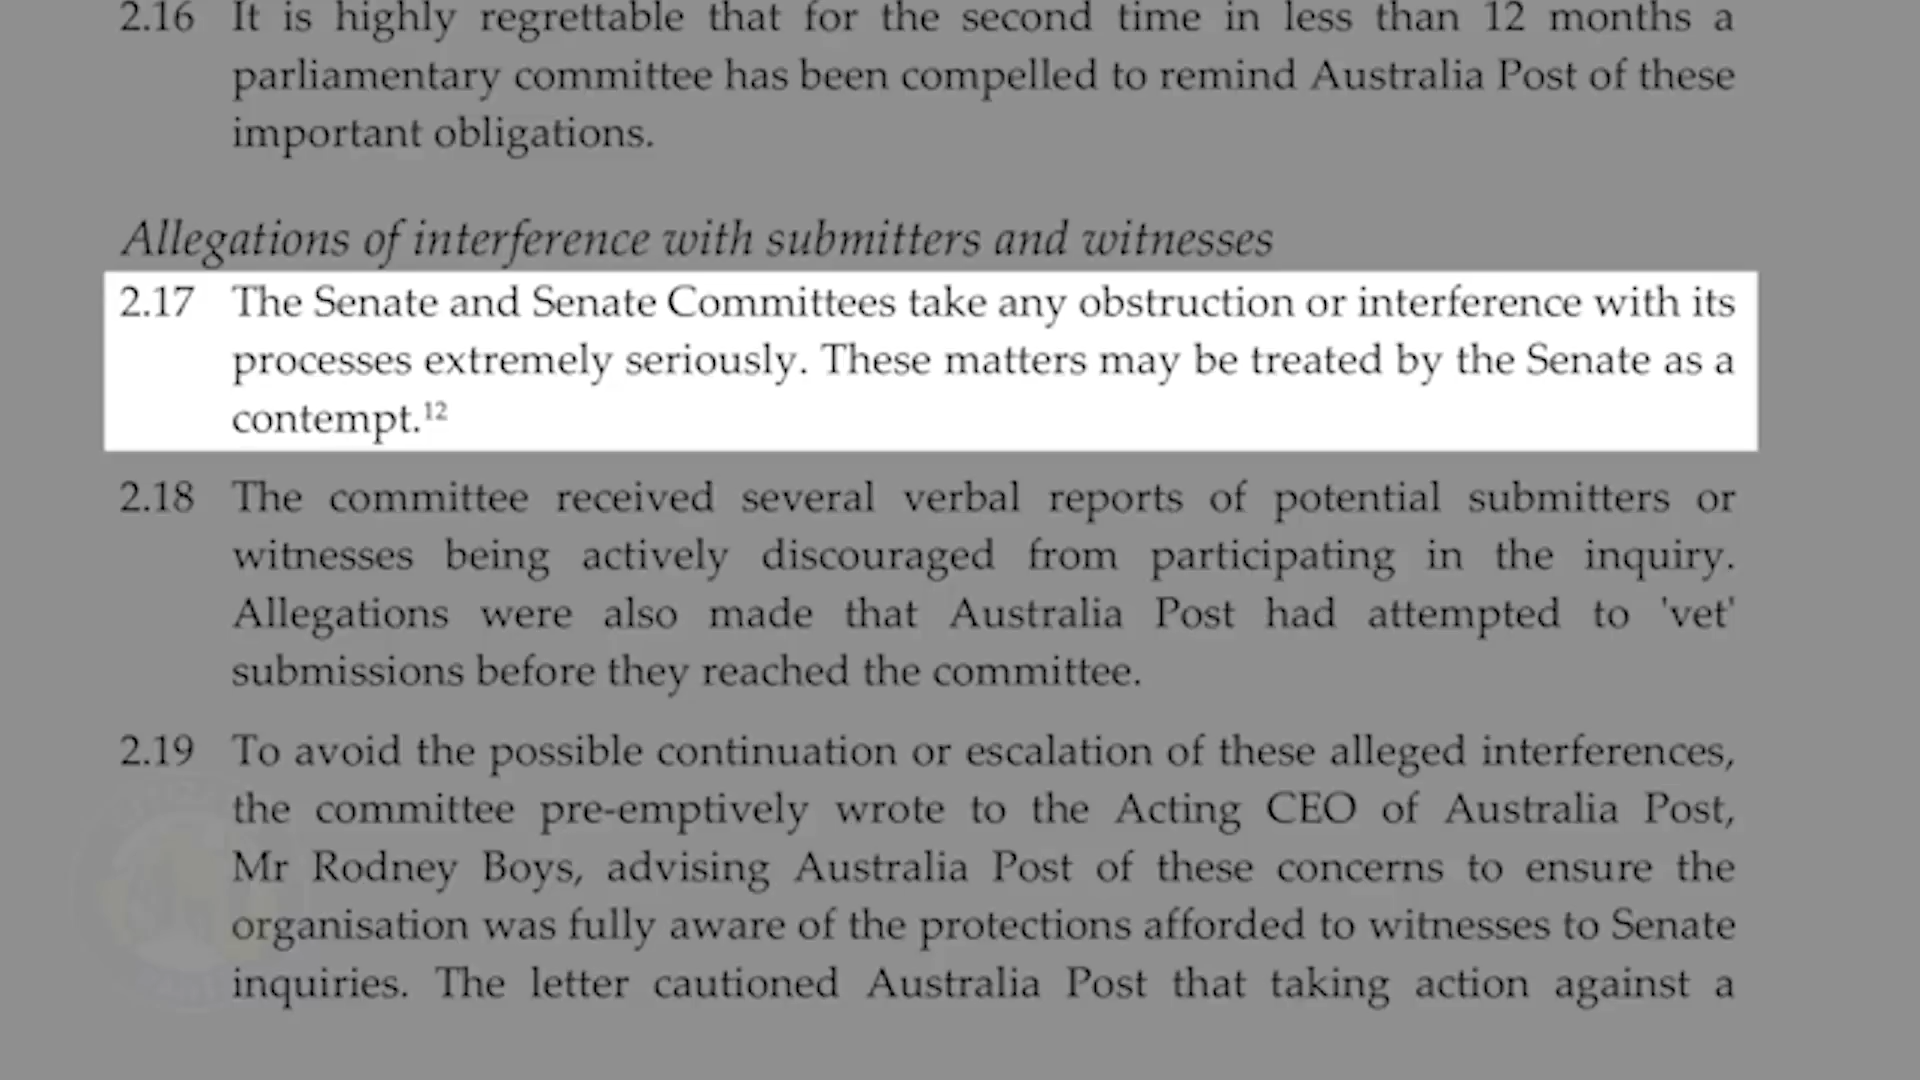 2.16 It is highly regrettable that for the second time in less than 12 months a
parliamentary committee has been compelled to remind Australia Post of these
important obligations.
Allegations of interference with submitters and witnesses
2.17 The Senate and Senate Committees take any obstruction or interference with its
processes extremely seriously. These matters may be treated by the Senate as a
contempt.12
2.18 The committee received several verbal reports of potential submitters or
witnesses being actively discouraged from participating in the inquiry.
Allegations were also made that Australia Post had attempted to 'vet'
submissions before they reached the committee.
2.19 To avoid the possible continuation or escalation of these alleged interferences,
the committee pre-emptively wrote to the Acting CEO of Australia Post,
Mr Rodney Boys, advising Australia Post of these concerns to ensure the
organisation was fully aware of the protections afforded to witnesses to Senate
inquiries. The letter cautioned Australia Post that taking action against a